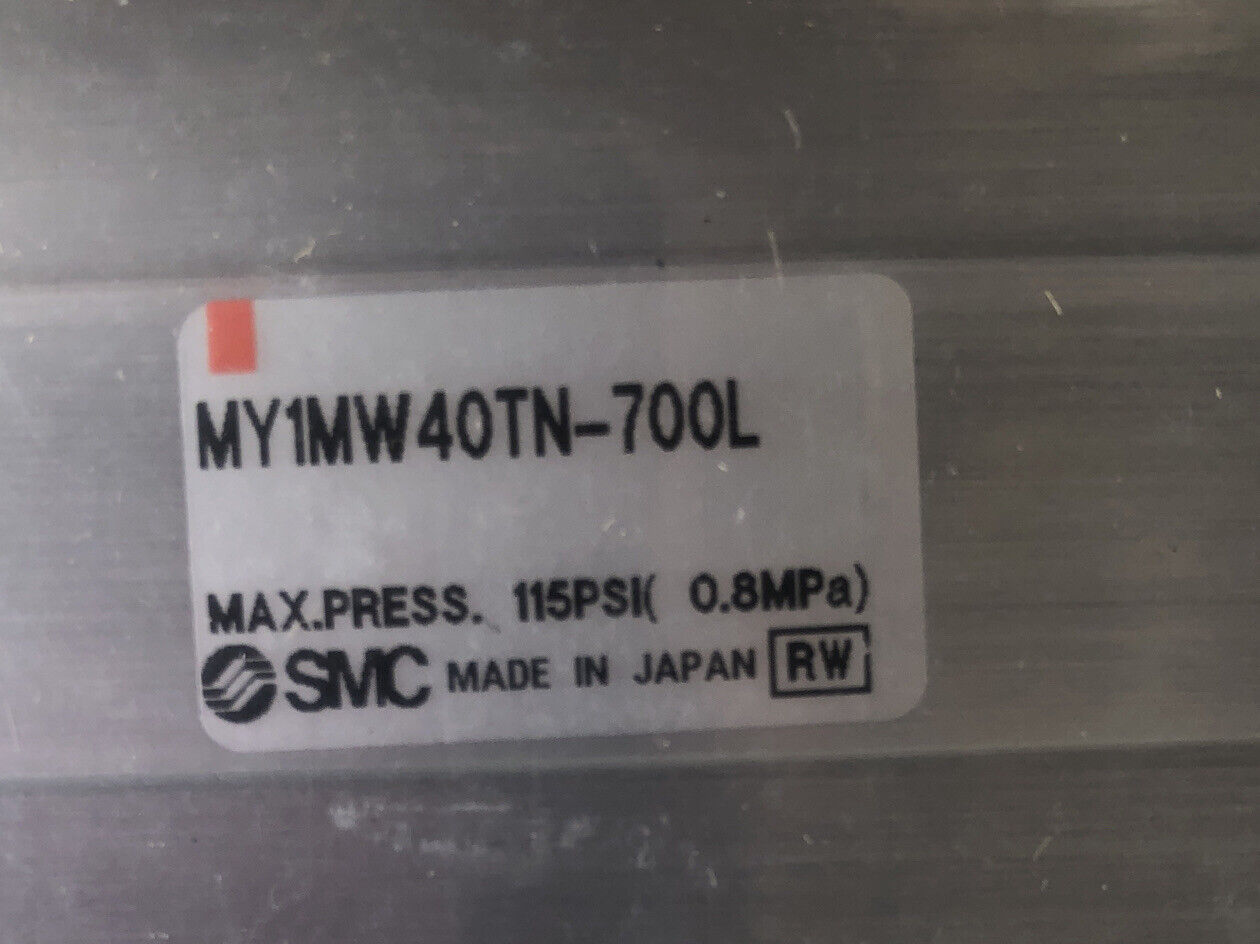 MY1MW40TN-700L
MAX.PRESS. 115PSI( 0.8MPa)
SMC MADE IN JAPAN RW